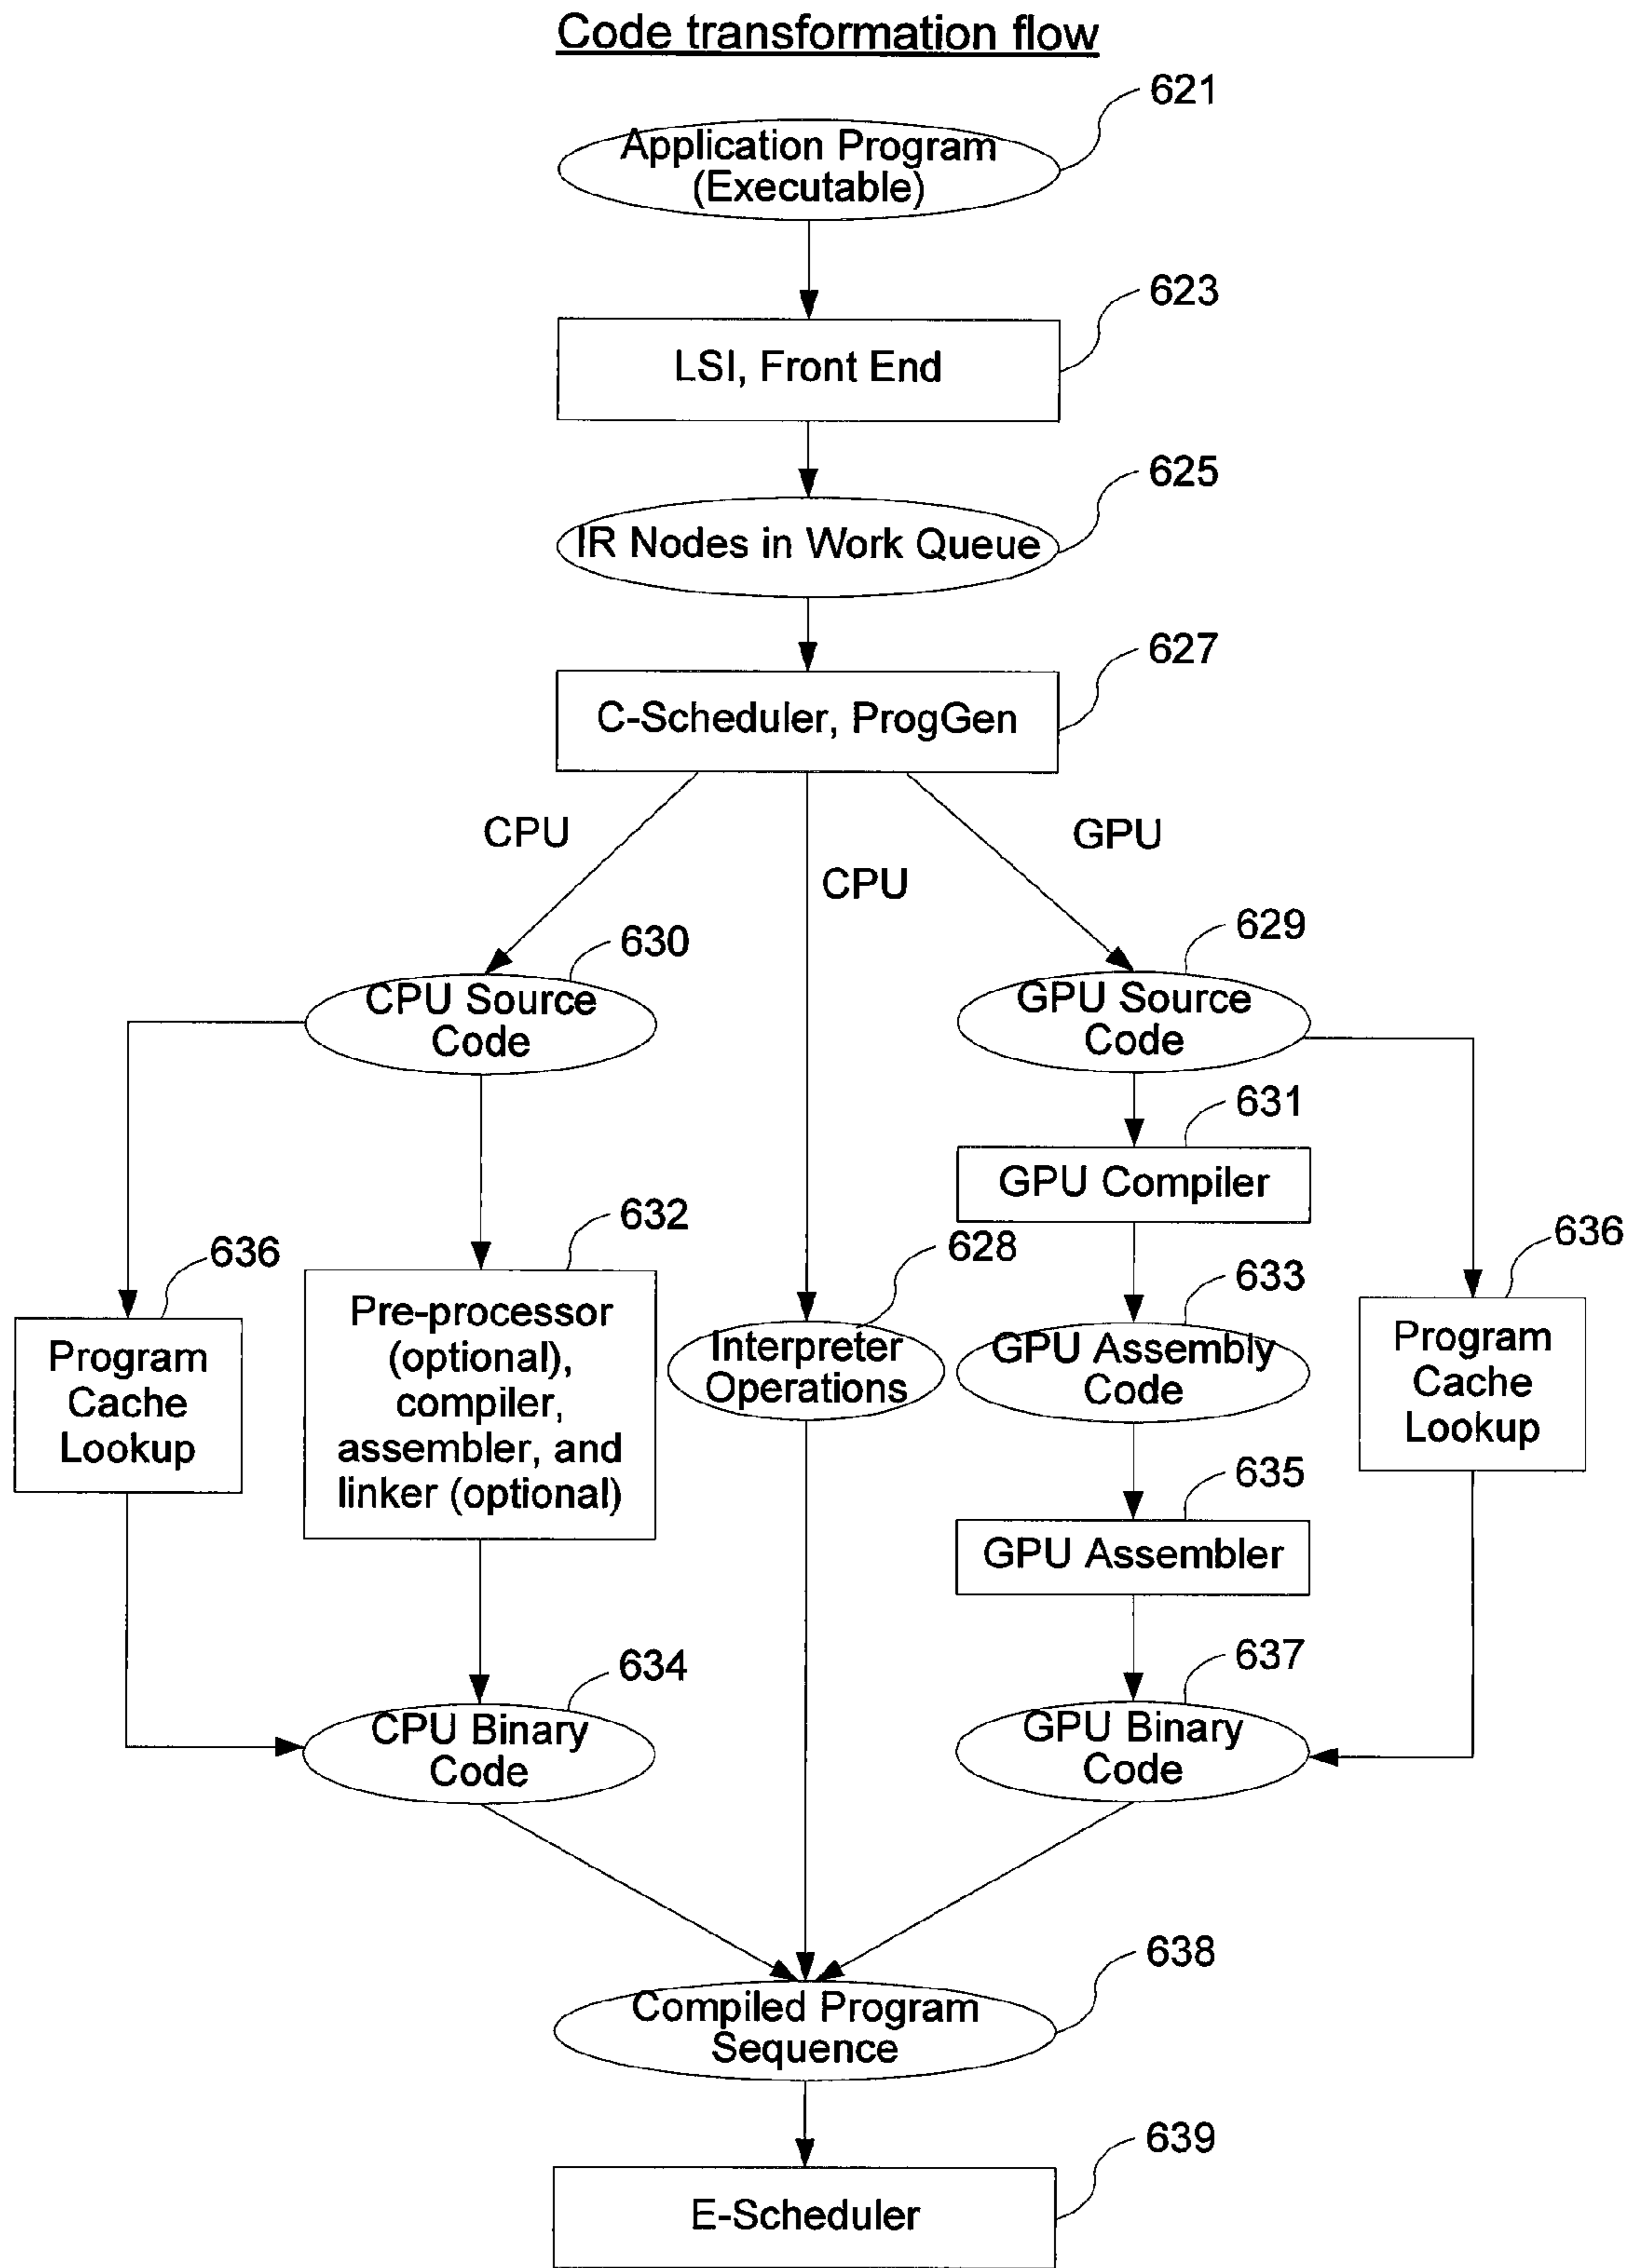 Code transformation flow
621
Application Program
(Executable)
623
LSI, Front End
625
IR Nodes in Work Queue
627
C-Scheduler, ProgGen
CPU
CPU
GPU
630
CPU Source
Code
629
GPU Source
Code
631
GPU Compiler
636
Program
Cache
Lookup
632
Pre-processor
(optional),
compiler,
assembler, and
linker (optional)
628
Interpreter
Operations
633
GPU Assembly
Code
636
Program
Cache
Lookup
635
GPU Assembler
634
CPU Binary
Code
637
GPU Binary
Code
638
Compiled Program
Sequence
639
E-Scheduler